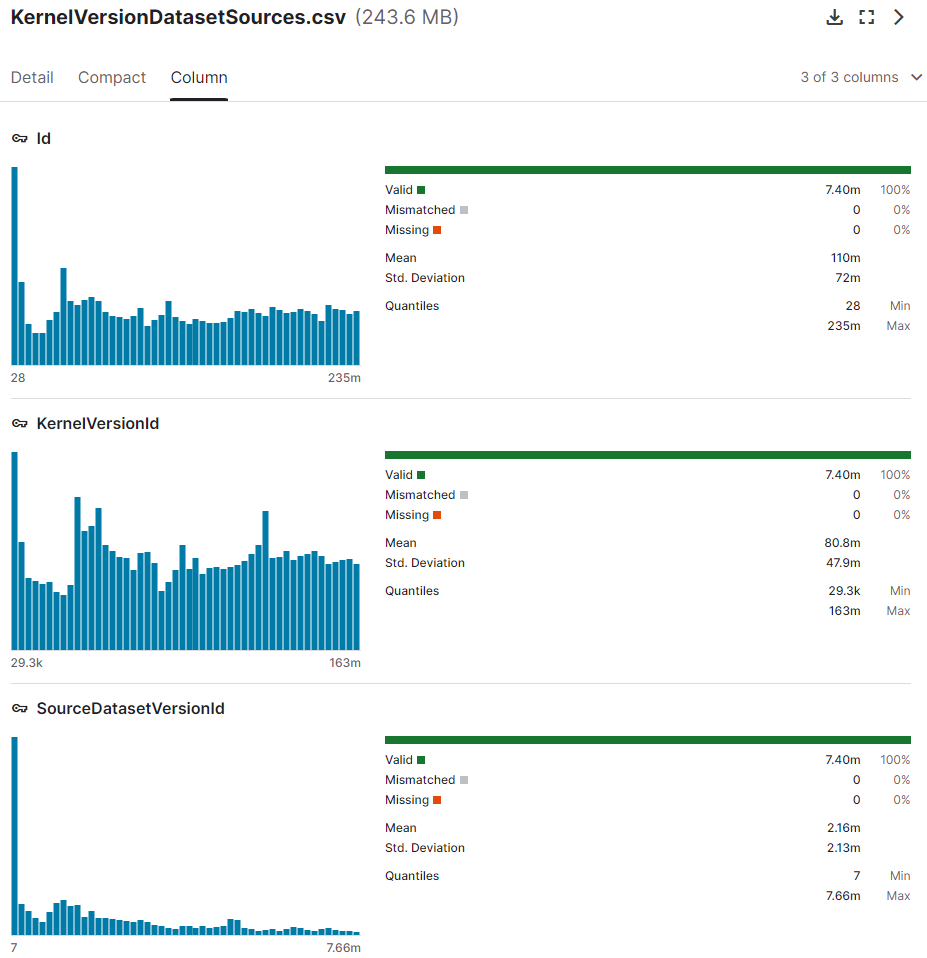 KernelVersionDatasetSources.csv (243.6 MB)
Detail Compact Column 3 of 3 columns
Id
Valid 7.40m 100%
Mismatched 0 0%
Missing 0 0%
Mean 110m
Std. Deviation 72m
Quantiles 28 Min
235m Max
28 235m
KernelVersionId
Valid 7.40m 100%
Mismatched 0 0%
Missing 0 0%
Mean 80.8m
Std. Deviation 47.9m
Quantiles 29.3k Min
163m Max
29.3k 163m
SourceDatasetVersionId
Valid 7.40m 100%
Mismatched 0 0%
Missing 0 0%
Mean 2.16m
Std. Deviation 2.13m
Quantiles 7 Min
7.66m Max
7 7.66m